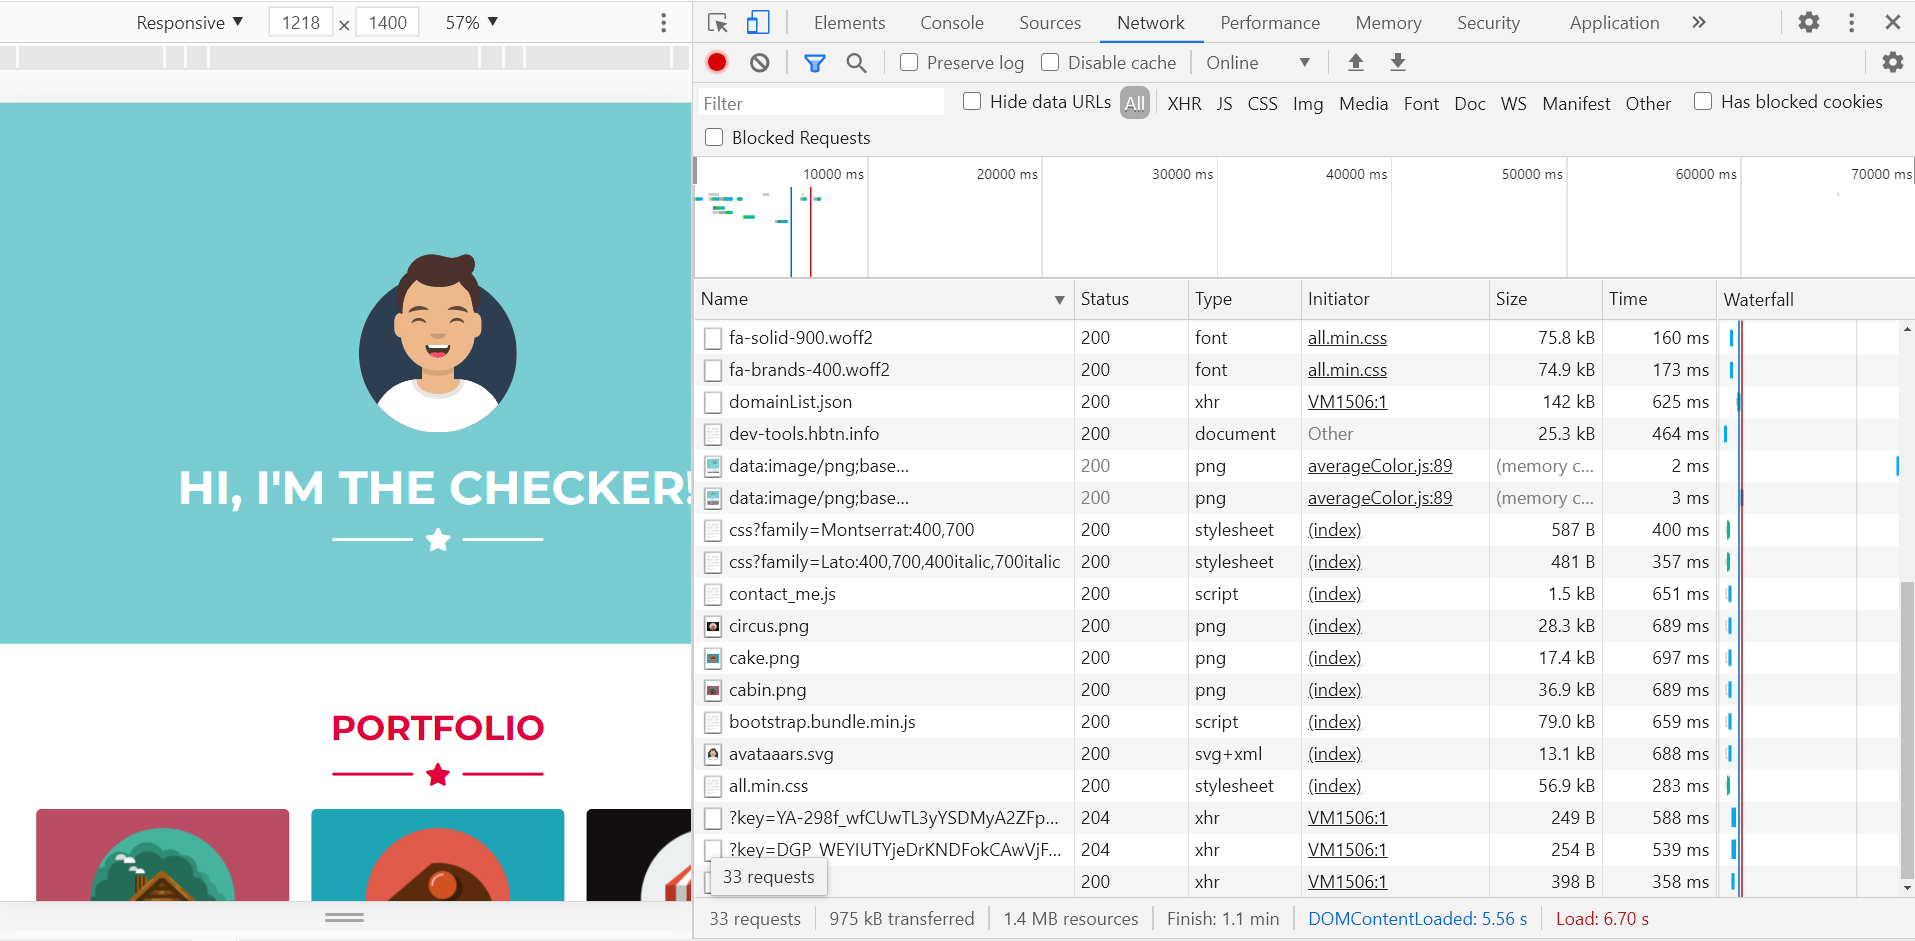 Responsive ▼ 1218 × 1400 57% ▼
Elements Console Sources Network Performance Memory Security Application »
Preserve log Disable cache Online ▼
Filter Hide data URLs All XHR JS CSS Img Media Font Doc WS Manifest Other Has blocked cookies
Blocked Requests
10000 ms 20000 ms 30000 ms 40000 ms 50000 ms 60000 ms 70000 ms
Name ▼ Status Type Initiator Size Time Waterfall
fa-solid-900.woff2 200 font all.min.css 75.8 kB 160 ms
fa-brands-400.woff2 200 font all.min.css 74.9 kB 173 ms
domainList.json 200 xhr VM1506:1 142 kB 625 ms
dev-tools.hbtn.info 200 document Other 25.3 kB 464 ms
data:image/png;base... 200 png averageColor.js:89 (memory c... 2 ms
data:image/png;base... 200 png averageColor.js:89 (memory c... 3 ms
css?family=Montserrat:400,700 200 stylesheet (index) 587 B 400 ms
css?family=Lato:400,700,400italic,700italic 200 stylesheet (index) 481 B 357 ms
contact_me.js 200 script (index) 1.5 kB 651 ms
circus.png 200 png (index) 28.3 kB 689 ms
cake.png 200 png (index) 17.4 kB 697 ms
cabin.png 200 png (index) 36.9 kB 689 ms
bootstrap.bundle.min.js 200 script (index) 79.0 kB 659 ms
avataaars.svg 200 svg+xml (index) 13.1 kB 688 ms
all.min.css 200 stylesheet (index) 56.9 kB 283 ms
?key=YA-298f_wfCUwTL3yYSDMyA2ZFp... 204 xhr VM1506:1 249 B 588 ms
?key=DGP_WEYIUTYjeDrKNDFokCAwVjF... 204 xhr VM1506:1 254 B 539 ms
200 xhr VM1506:1 398 B 358 ms
33 requests
33 requests 975 kB transferred 1.4 MB resources Finish: 1.1 min DOMContentLoaded: 5.56 s Load: 6.70 s
HI, I'M THE CHECKER!
PORTFOLIO